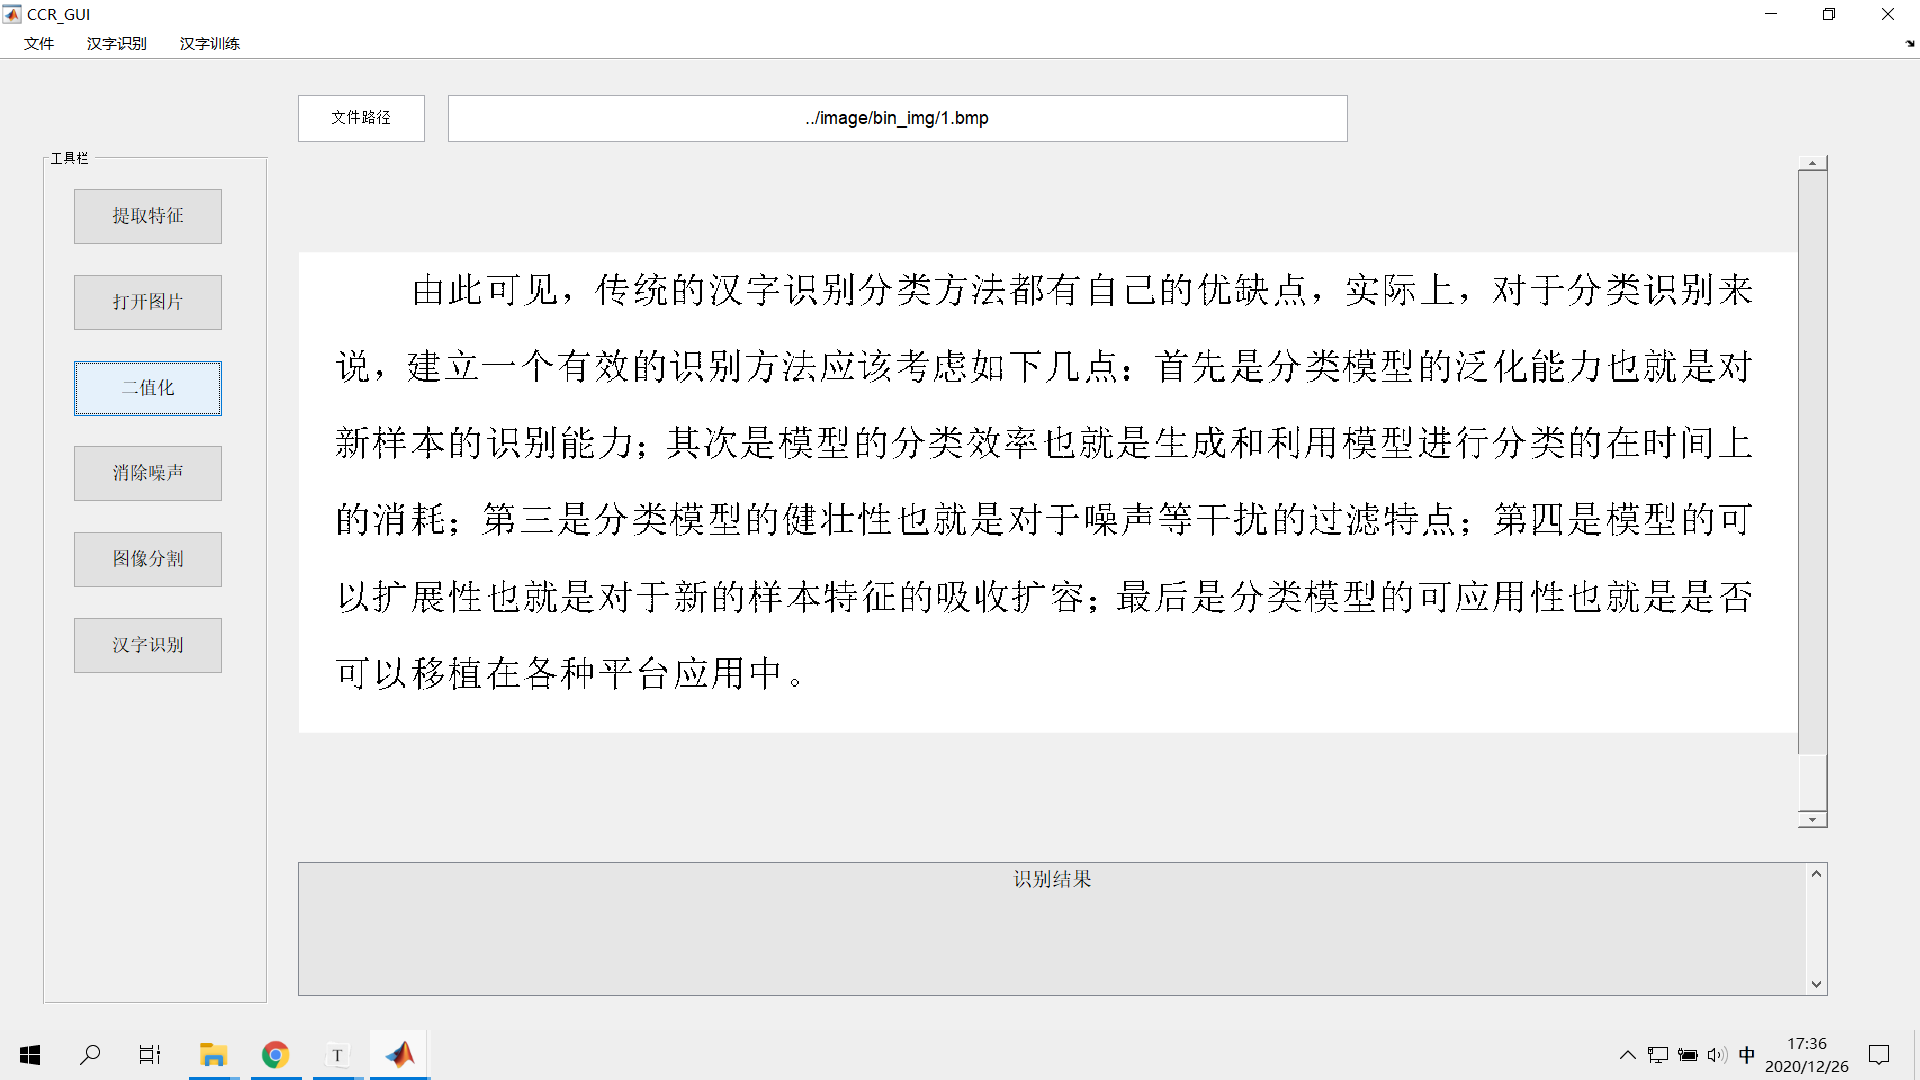 CCR_GUI
文件 汉字识别 汉字训练
文件路径 ../image/bin_img/1.bmp
工具栏
提取特征
打开图片
二值化
消除噪声
图像分割
汉字识别
由此可见，传统的汉字识别分类方法都有自己的优缺点，实际上，对于分类识别来
说，建立一个有效的识别方法应该考虑如下几点：首先是分类模型的泛化能力也就是对
新样本的识别能力；其次是模型的分类效率也就是生成和利用模型进行分类的在时间上
的消耗；第三是分类模型的健壮性也就是对于噪声等干扰的过滤特点；第四是模型的可
以扩展性也就是对于新的样本特征的吸收扩容；最后是分类模型的可应用性也就是是否
可以移植在各种平台应用中。
识别结果
T
中
17:36
2020/12/26